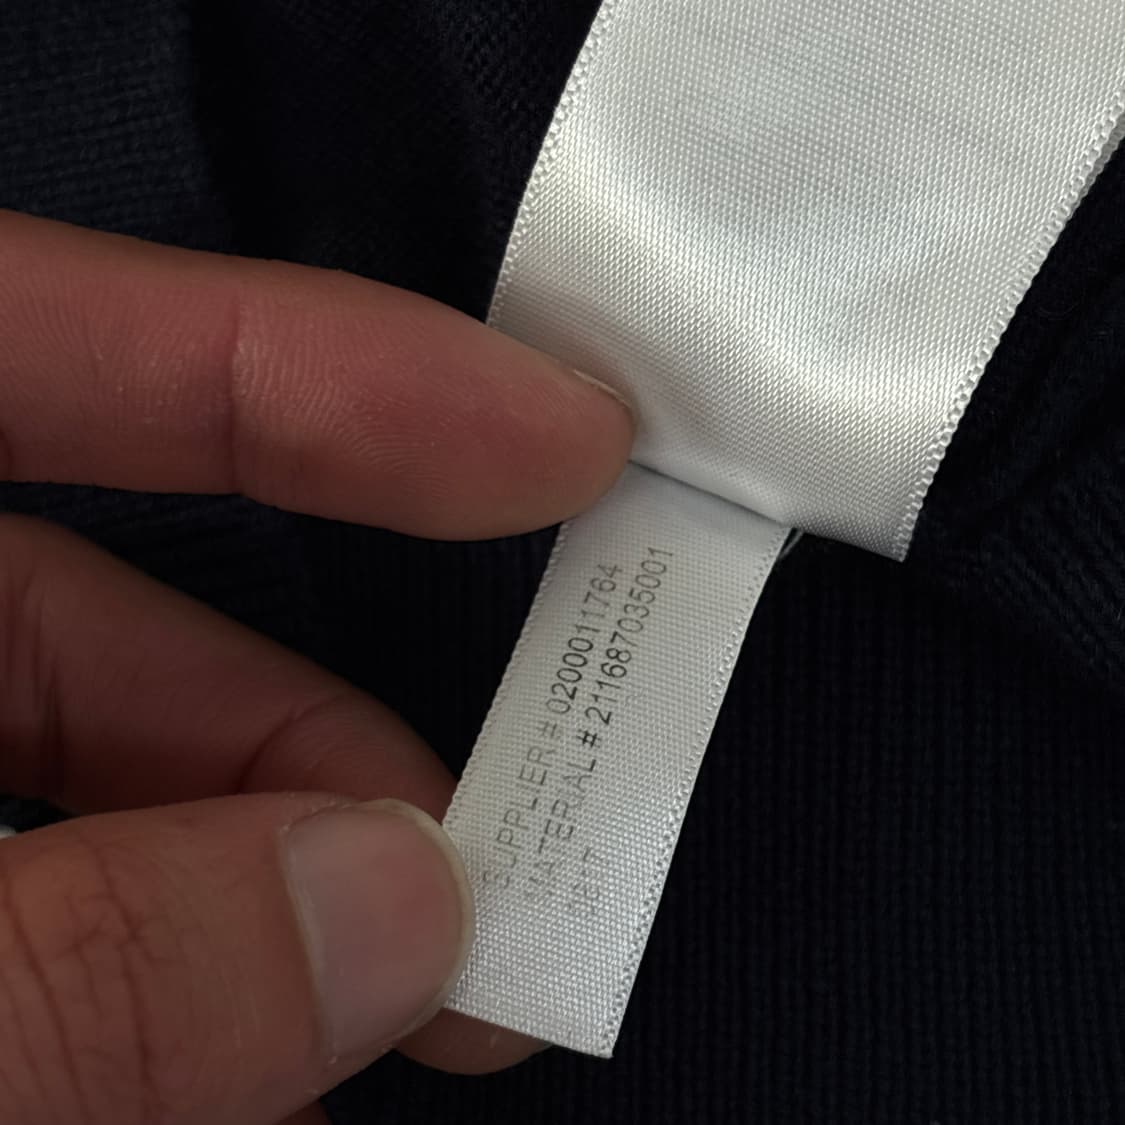 SUPPLIER # 0200011764
MATERIAL # 211687035001